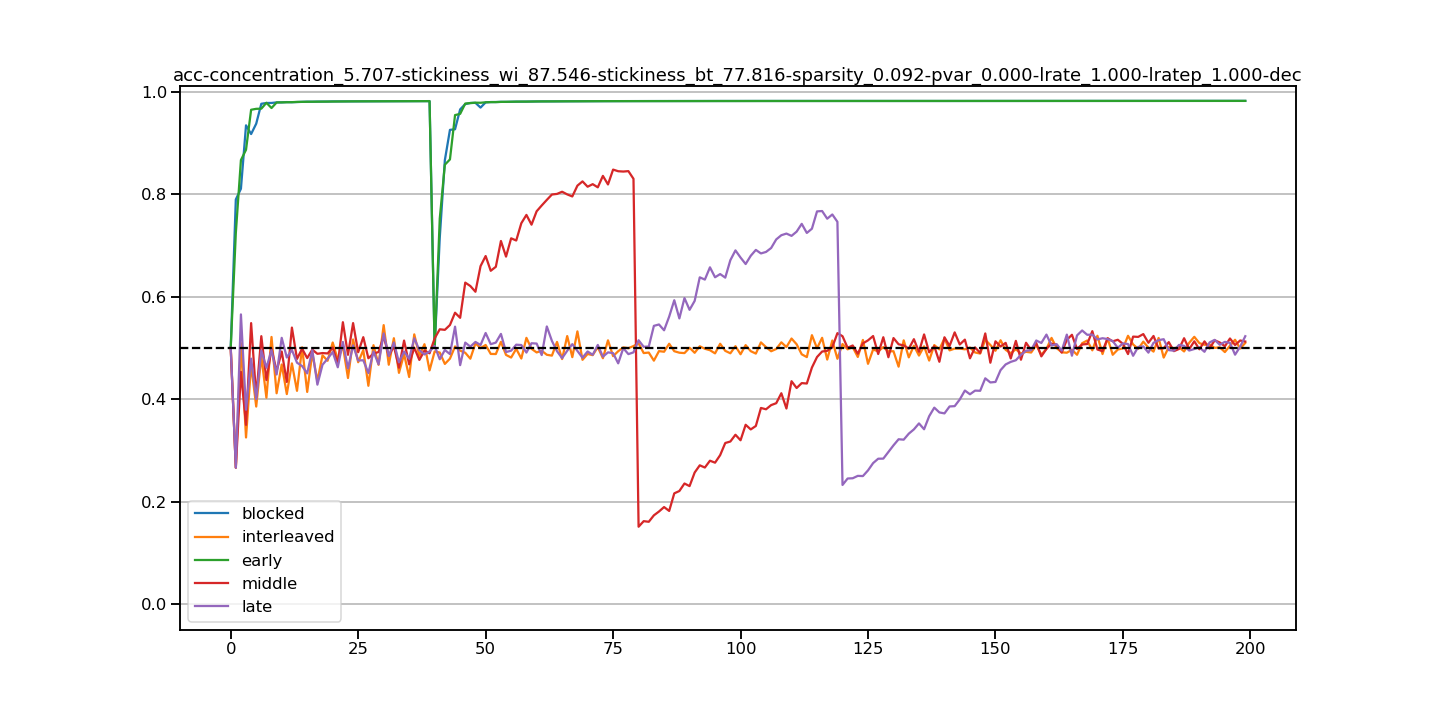 acc-concentration_5.707-stickiness_wi_87.546-stickiness_bt_77.816-sparsity_0.092-pvar_0.000-lrate_1.000-lratep_1.000-dec
1.0
0.8
0.6
0.4
0.2
0.0
blocked
interleaved
early
middle
late
0 25 50 75 100 125 150 175 200